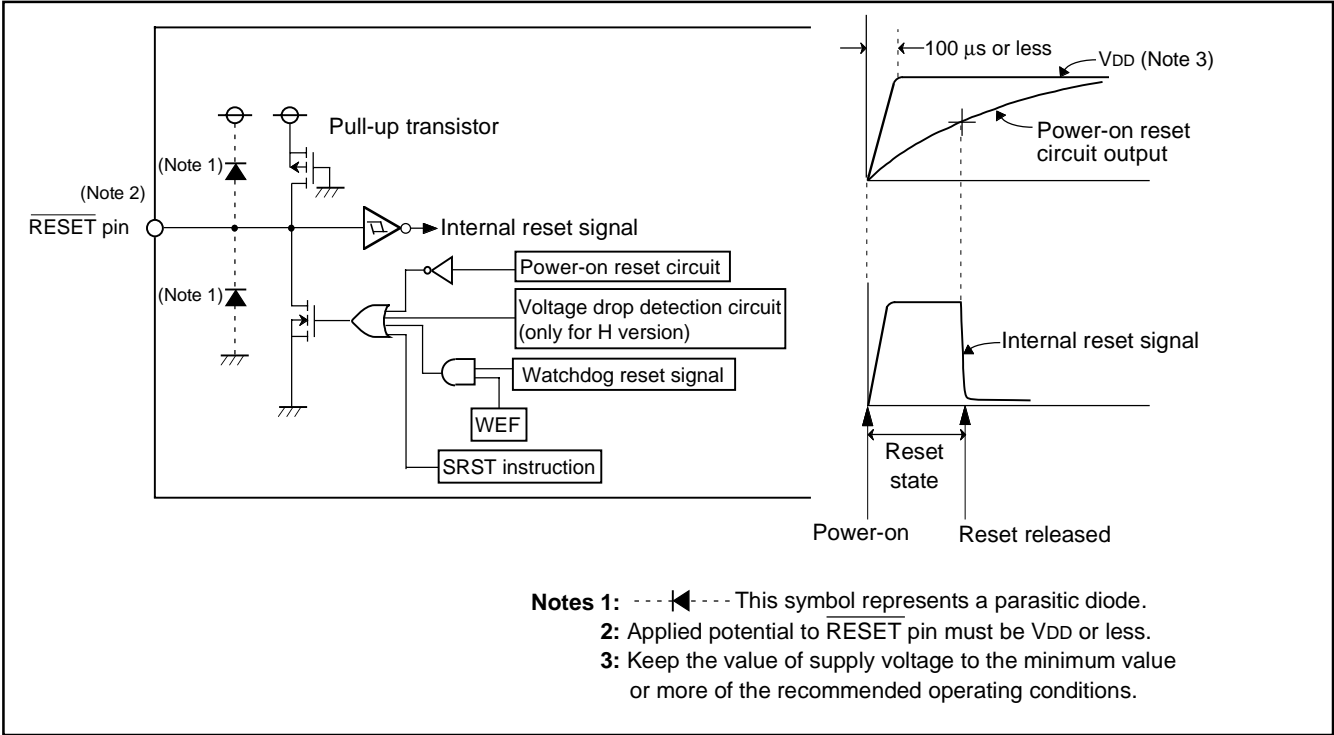 100 μs or less
VDD (Note 3)
Pull-up transistor
Power-on reset
circuit output
(Note 1)
(Note 2)
RESET pin
Internal reset signal
Power-on reset circuit
(Note 1)
Voltage drop detection circuit
(only for H version)
Watchdog reset signal
WEF
SRST instruction
Internal reset signal
Reset
state
Power-on
Reset released
Notes 1: This symbol represents a parasitic diode.
2: Applied potential to RESET pin must be VDD or less.
3: Keep the value of supply voltage to the minimum value
or more of the recommended operating conditions.